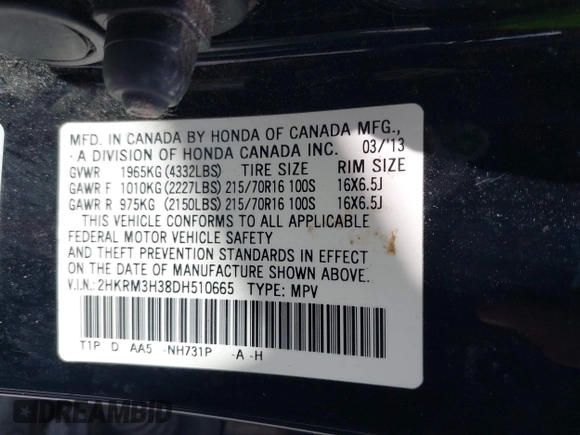 MFD. IN CANADA BY HONDA OF CANADA MFG.,
A DIVISION OF HONDA CANADA INC. 03/'13
GVWR 1965KG (4332LBS) TIRE SIZE RIM SIZE
GAWR F 1010KG (2227LBS) 215/70R16 100S 16X6.5J
GAWR R 975KG (2150LBS) 215/70R16 100S 16X6.5J
THIS VEHICLE CONFORMS TO ALL APPLICABLE
FEDERAL MOTOR VEHICLE SAFETY
AND THEFT PREVENTION STANDARDS IN EFFECT
ON THE DATE OF MANUFACTURE SHOWN ABOVE.
V.I.N.: 2HKRM3H38DH510665 TYPE: MPV
T1P D AA5 -NH731P -A -H
DREAMBID